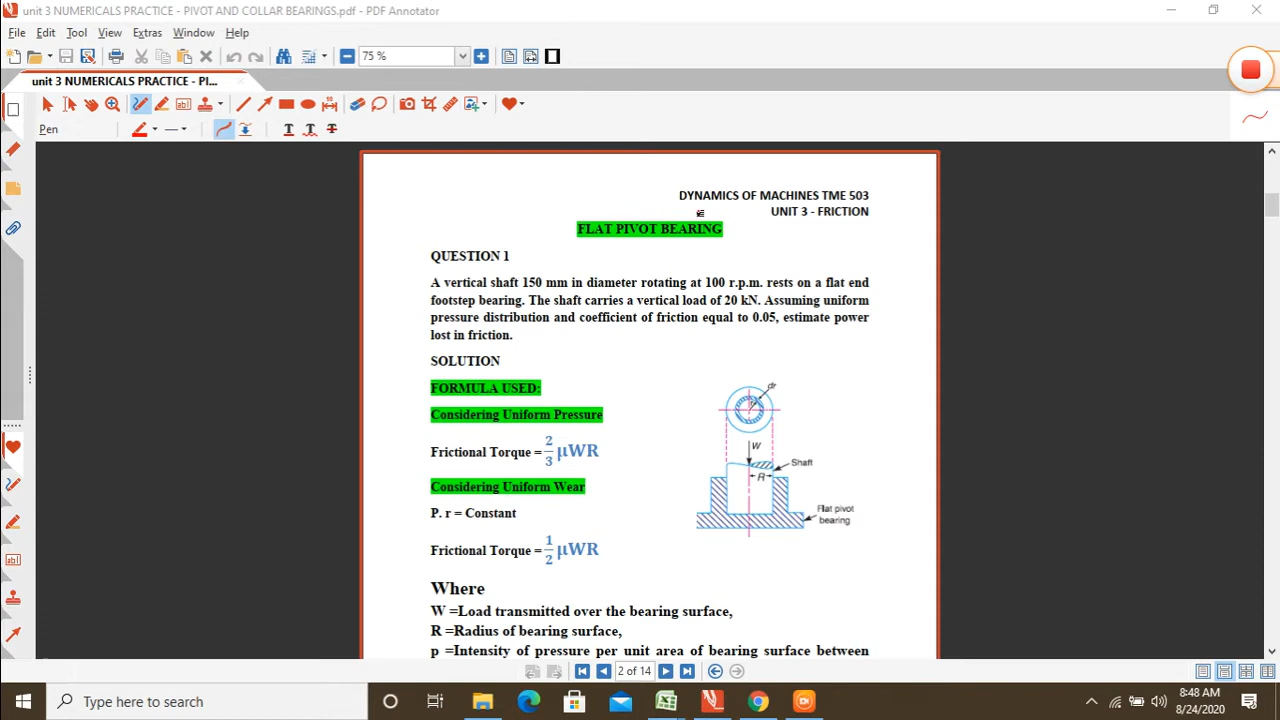 unit 3 NUMERICALS PRACTICE - PIVOT AND COLLAR BEARINGS.pdf - PDF Annotator
File Edit Tool View Extras Window Help
75 %
unit 3 NUMERICALS PRACTICE - PI...
Pen
DYNAMICS OF MACHINES TME 503
UNIT 3 - FRICTION
FLAT PIVOT BEARING
QUESTION 1
A vertical shaft 150 mm in diameter rotating at 100 r.p.m. rests on a flat end
footstep bearing. The shaft carries a vertical load of 20 kN. Assuming uniform
pressure distribution and coefficient of friction equal to 0.05, estimate power
lost in friction.
SOLUTION
FORMULA USED:
Considering Uniform Pressure
Frictional Torque = 2/3 μWR
Considering Uniform Wear
P. r = Constant
Frictional Torque = 1/2 μWR
dr
r
W
Shaft
R
Flat pivot
bearing
Where
W =Load transmitted over the bearing surface,
R =Radius of bearing surface,
p =Intensity of pressure per unit area of bearing surface between
2 of 14
Type here to search
8:48 AM
8/24/2020